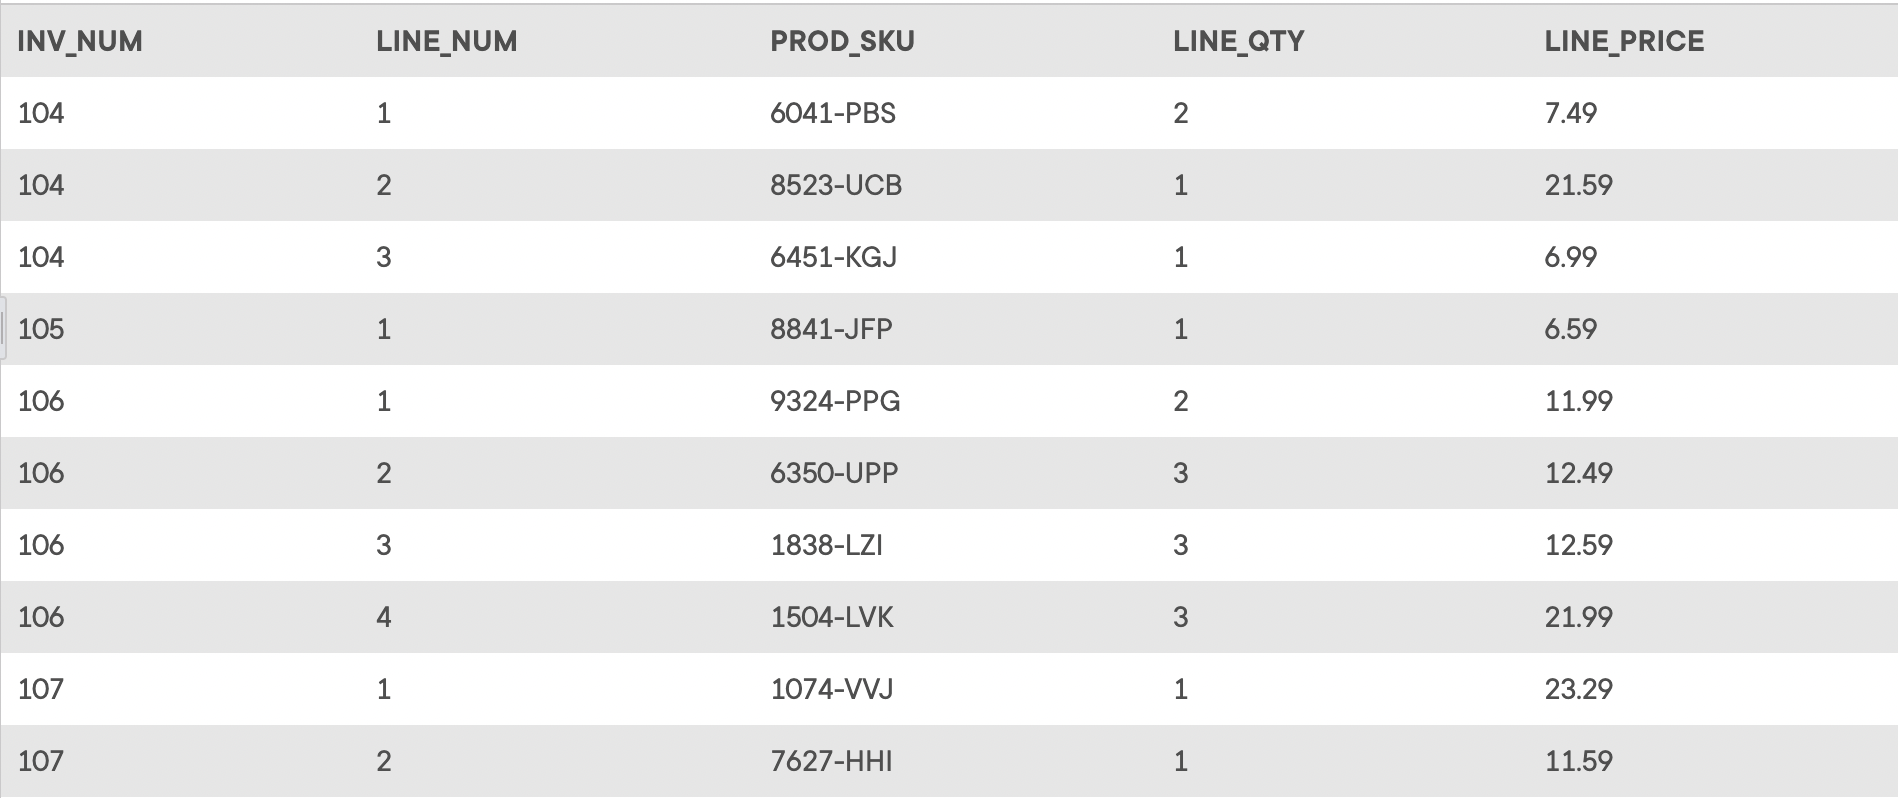 INV_NUM LINE_NUM PROD_SKU LINE_QTY LINE_PRICE
104 1 6041-PBS 2 7.49
104 2 8523-UCB 1 21.59
104 3 6451-KGJ 1 6.99
105 1 8841-JFP 1 6.59
106 1 9324-PPG 2 11.99
106 2 6350-UPP 3 12.49
106 3 1838-LZI 3 12.59
106 4 1504-LVK 3 21.99
107 1 1074-VVJ 1 23.29
107 2 7627-HHI 1 11.59